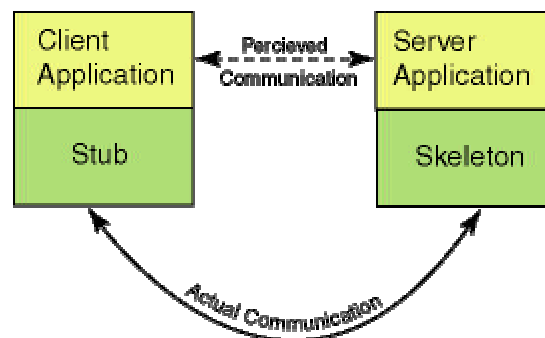 Client
Application
Percieved
Communication
Server
Application
Stub
Skeleton
Actual Communication